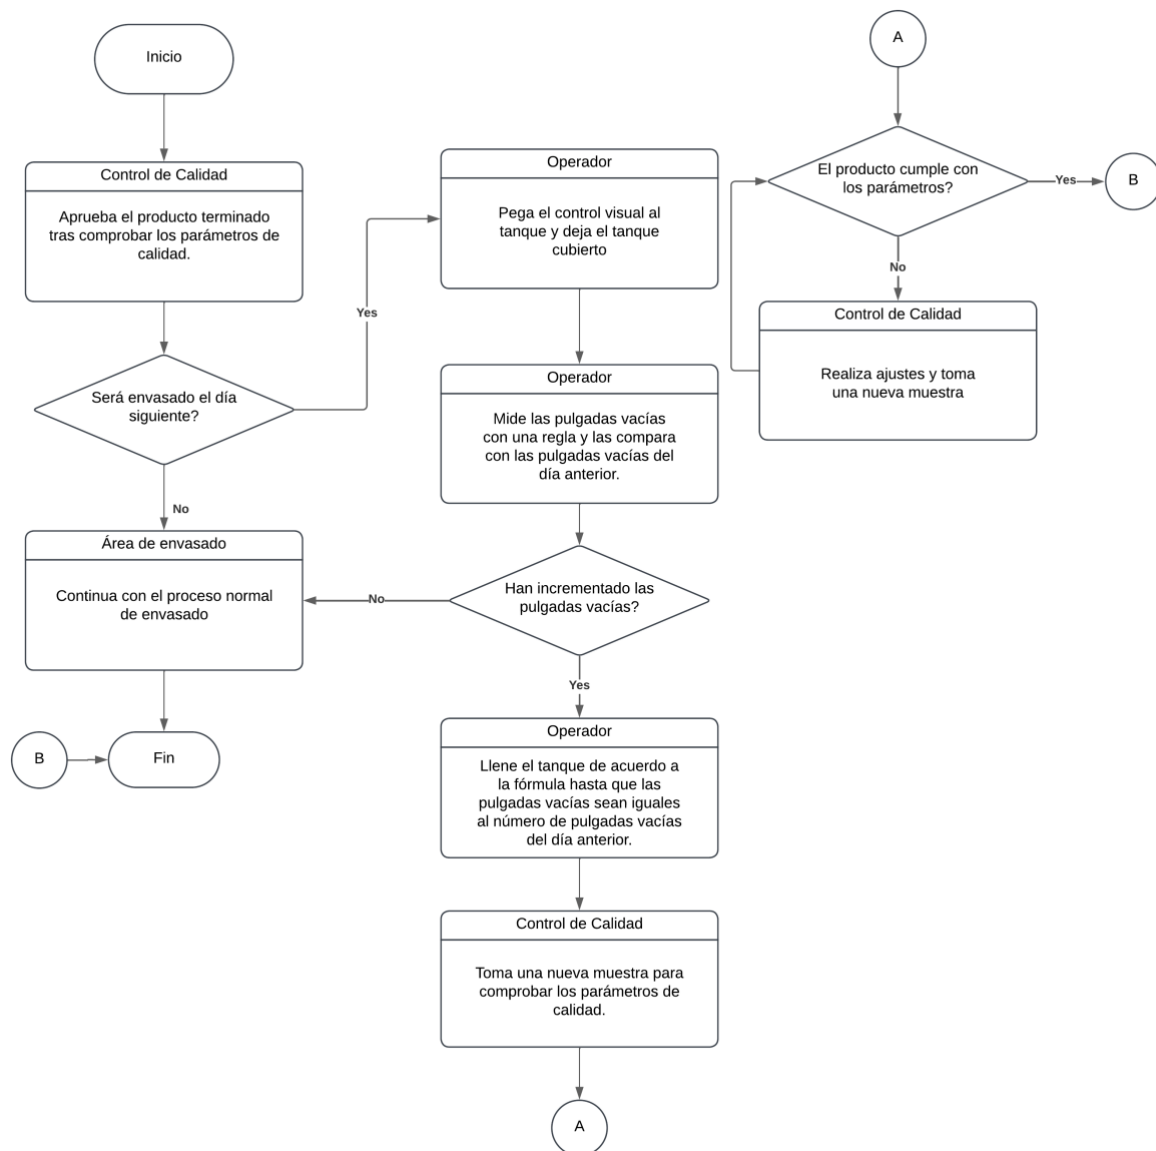 Inicio
Control de Calidad
Aprueba el producto terminado
tras comprobar los parámetros de
calidad.
Será envasado el día
siguiente?
Yes
No
Área de envasado
Continua con el proceso normal
de envasado
B
Fin
Operador
Pega el control visual al
tanque y deja el tanque
cubierto
Operador
Mide las pulgadas vacías
con una regla y las compara
con las pulgadas vacías del
día anterior.
Han incrementado las
pulgadas vacías?
No
Yes
Operador
Llene el tanque de acuerdo a
la fórmula hasta que las
pulgadas vacías sean iguales
al número de pulgadas vacías
del día anterior.
Control de Calidad
Toma una nueva muestra para
comprobar los parámetros de
calidad.
A
A
El producto cumple con
los parámetros?
Yes
B
No
Control de Calidad
Realiza ajustes y toma
una nueva muestra